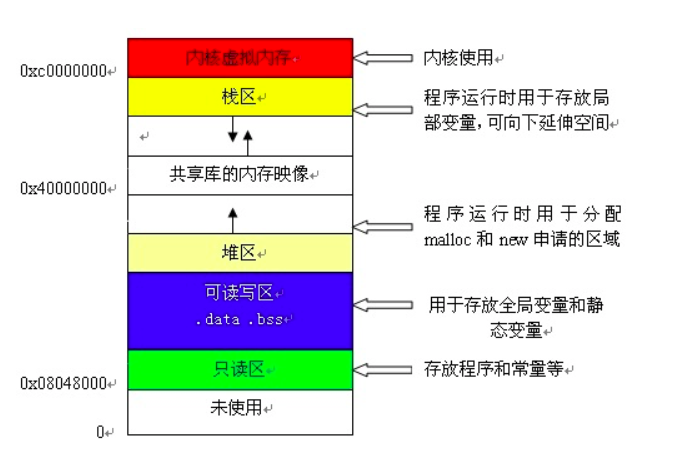 内核虚拟内存
内核使用
0xc0000000
栈区
程序运行时用于存放局
部变量，可向下延伸空间
共享库的内存映像
0x40000000
程序运行时用于分配
malloc 和 new 申请的区域
堆区
可读写区
.data .bss
用于存放全局变量和静
态变量
只读区
存放程序和常量等
0x08048000
未使用
0